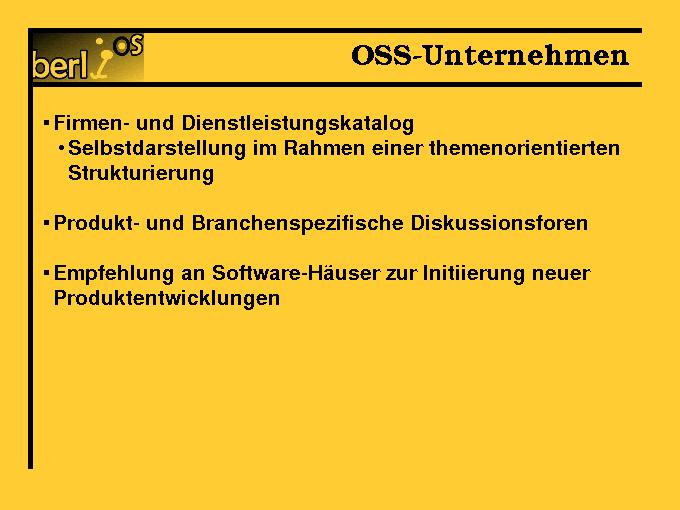 berliOS
OSS-Unternehmen
▪ Firmen- und Dienstleistungskatalog
• Selbstdarstellung im Rahmen einer themenorientierten
Strukturierung
▪ Produkt- und Branchenspezifische Diskussionsforen
▪ Empfehlung an Software-Häuser zur Initiierung neuer
Produktentwicklungen